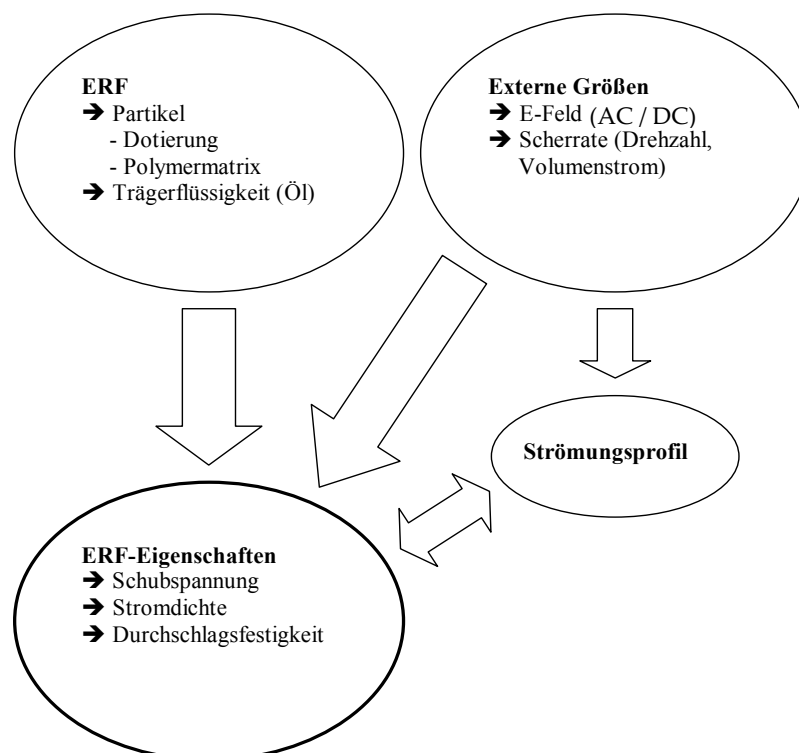 ERF
➔ Partikel
- Dotierung
- Polymermatrix
➔ Trägerflüssigkeit (Öl)
Externe Größen
➔ E-Feld (AC / DC)
➔ Scherrate (Drehzahl,
Volumenstrom)
Strömungsprofil
ERF-Eigenschaften
➔ Schubspannung
➔ Stromdichte
➔ Durchschlagsfestigkeit